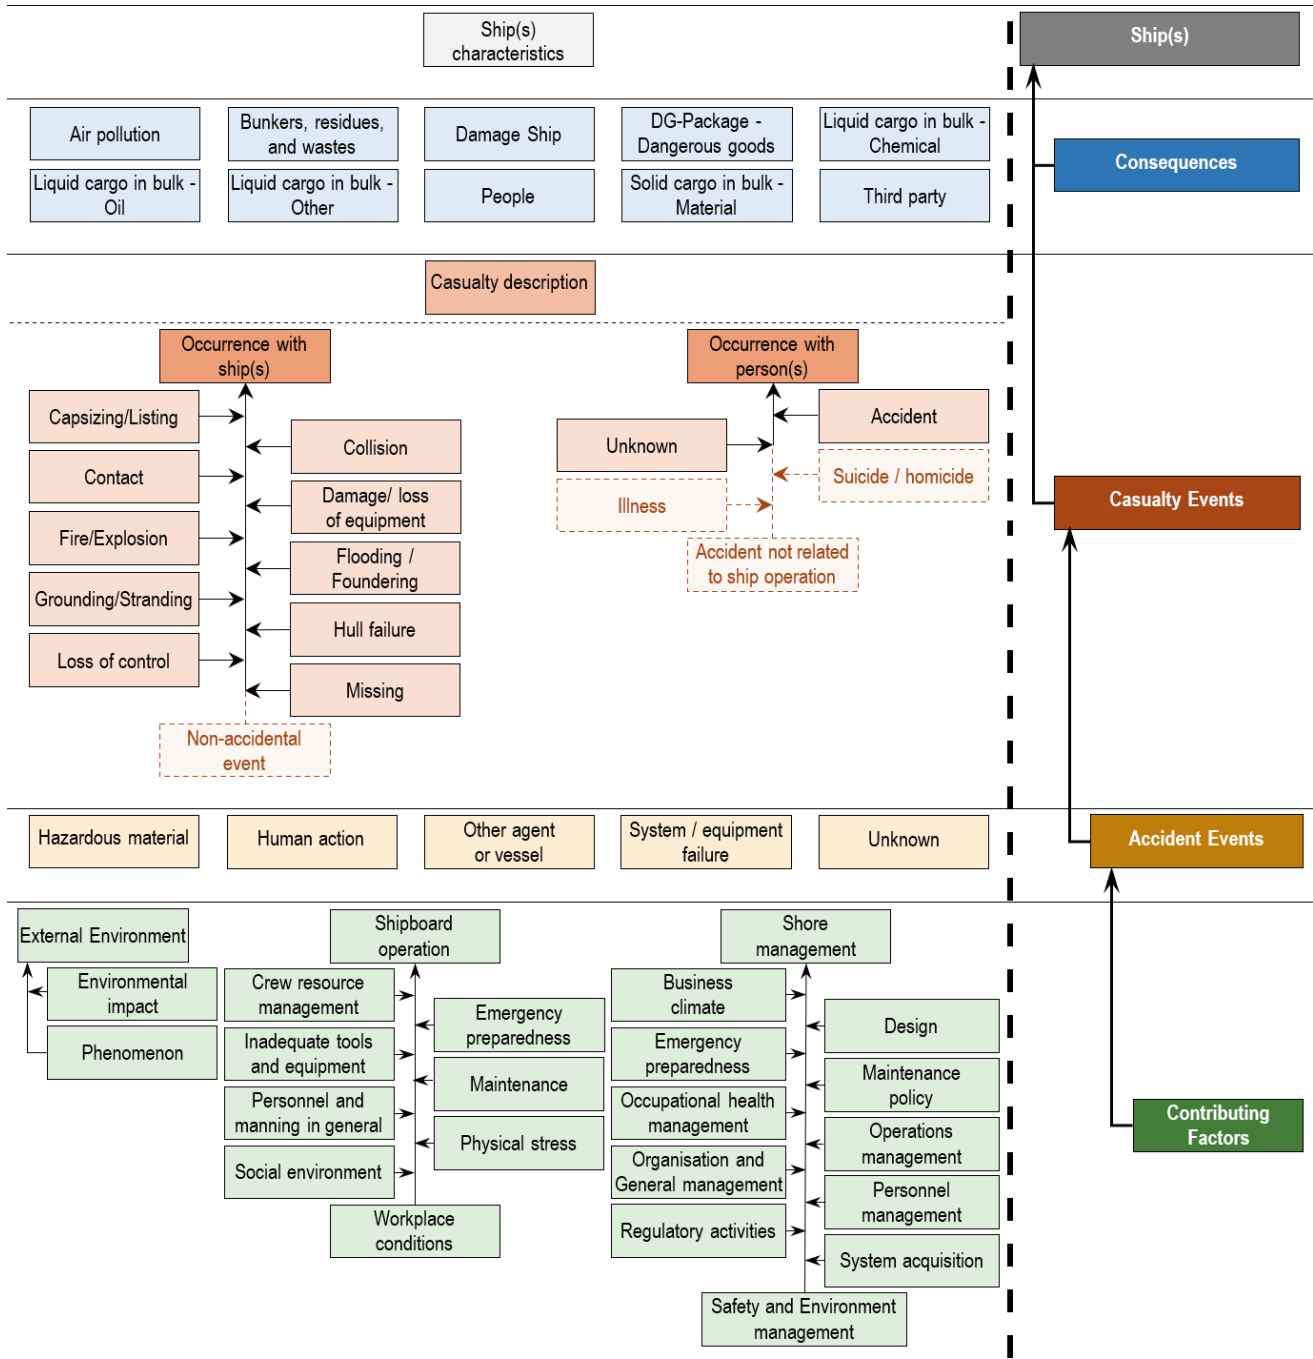 Ship(s)
characteristics
Ship(s)
Air pollution
Bunkers, residues,
and wastes
Damage Ship
DG-Package -
Dangerous goods
Liquid cargo in bulk -
Chemical
Consequences
Liquid cargo in bulk -
Oil
Liquid cargo in bulk -
Other
People
Solid cargo in bulk -
Material
Third party
Casualty description
Occurrence with
ship(s)
Capsizing/Listing
Collision
Contact
Damage/ loss
of equipment
Fire/Explosion
Flooding /
Foundering
Grounding/Stranding
Hull failure
Loss of control
Missing
Non-accidental
event
Occurrence with
person(s)
Accident
Unknown
Suicide / homicide
Illness
Accident not related
to ship operation
Casualty Events
Hazardous material
Human action
Other agent
or vessel
System / equipment
failure
Unknown
Accident Events
External Environment
Environmental
impact
Phenomenon
Shipboard
operation
Crew resource
management
Emergency
preparedness
Inadequate tools
and equipment
Maintenance
Personnel and
manning in general
Physical stress
Social environment
Workplace
conditions
Shore
management
Business
climate
Design
Emergency
preparedness
Maintenance
policy
Occupational health
management
Operations
management
Organisation and
General management
Personnel
management
Regulatory activities
System acquisition
Safety and Environment
management
Contributing
Factors